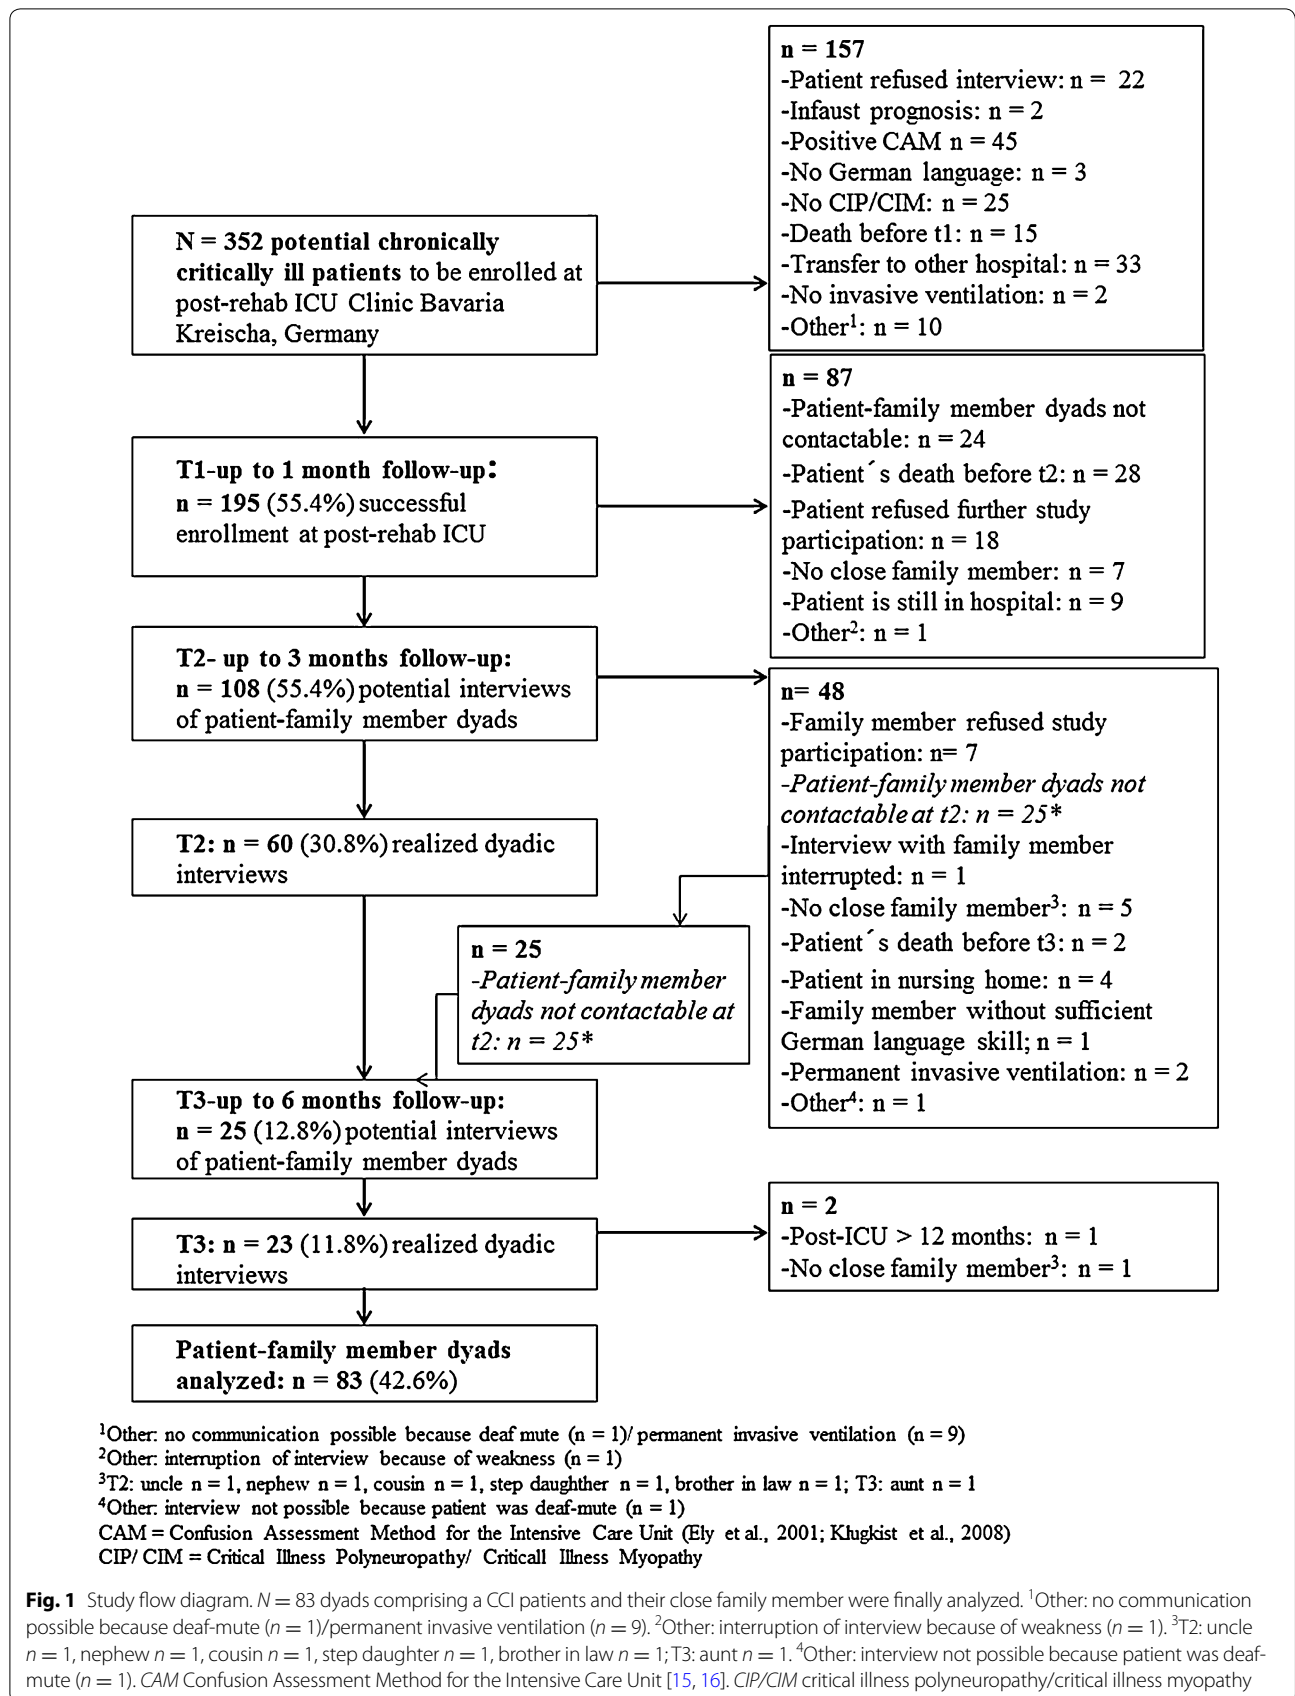 N = 352 potential chronically
critically ill patients to be enrolled at
post-rehab ICU Clinic Bavaria
Kreischa, Germany
n = 157
-Patient refused interview: n = 22
-Infaust prognosis: n = 2
-Positive CAM n = 45
-No German language: n = 3
-No CIP/CIM: n = 25
-Death before t1: n = 15
-Transfer to other hospital: n = 33
-No invasive ventilation: n = 2
-Other¹: n = 10
T1-up to 1 month follow-up:
n = 195 (55.4%) successful
enrollment at post-rehab ICU
n = 87
-Patient-family member dyads not
contactable: n = 24
-Patient´s death before t2: n = 28
-Patient refused further study
participation: n = 18
-No close family member: n = 7
-Patient is still in hospital: n = 9
-Other²: n = 1
T2- up to 3 months follow-up:
n = 108 (55.4%) potential interviews
of patient-family member dyads
n= 48
-Family member refused study
participation: n= 7
-Patient-family member dyads not
contactable at t2: n = 25*
-Interview with family member
interrupted: n = 1
-No close family member³: n = 5
-Patient´s death before t3: n = 2
-Patient in nursing home: n = 4
-Family member without sufficient
German language skill; n = 1
-Permanent invasive ventilation: n = 2
-Other⁴: n = 1
T2: n = 60 (30.8%) realized dyadic
interviews
n = 25
-Patient-family member
dyads not contactable at
t2: n = 25*
T3-up to 6 months follow-up:
n = 25 (12.8%) potential interviews
of patient-family member dyads
T3: n = 23 (11.8%) realized dyadic
interviews
n = 2
-Post-ICU > 12 months: n = 1
-No close family member³: n = 1
Patient-family member dyads
analyzed: n = 83 (42.6%)
¹Other: no communication possible because deaf mute (n = 1)/ permanent invasive ventilation (n = 9)
²Other: interruption of interview because of weakness (n = 1)
³T2: uncle n = 1, nephew n = 1, cousin n = 1, step daughther n = 1, brother in law n = 1; T3: aunt n = 1
⁴Other: interview not possible because patient was deaf-mute (n = 1)
CAM = Confusion Assessment Method for the Intensive Care Unit (Ely et al., 2001; Klugkist et al., 2008)
CIP/ CIM = Critical Illness Polyneuropathy/ Criticall Illness Myopathy
Fig. 1 Study flow diagram. N = 83 dyads comprising a CCI patients and their close family member were finally analyzed. ¹Other: no communication
possible because deaf-mute (n = 1)/permanent invasive ventilation (n = 9). ²Other: interruption of interview because of weakness (n = 1). ³T2: uncle
n = 1, nephew n = 1, cousin n = 1, step daughter n = 1, brother in law n = 1; T3: aunt n = 1. ⁴Other: interview not possible because patient was deaf-
mute (n = 1). CAM Confusion Assessment Method for the Intensive Care Unit [15, 16]. CIP/CIM critical illness polyneuropathy/critical illness myopathy